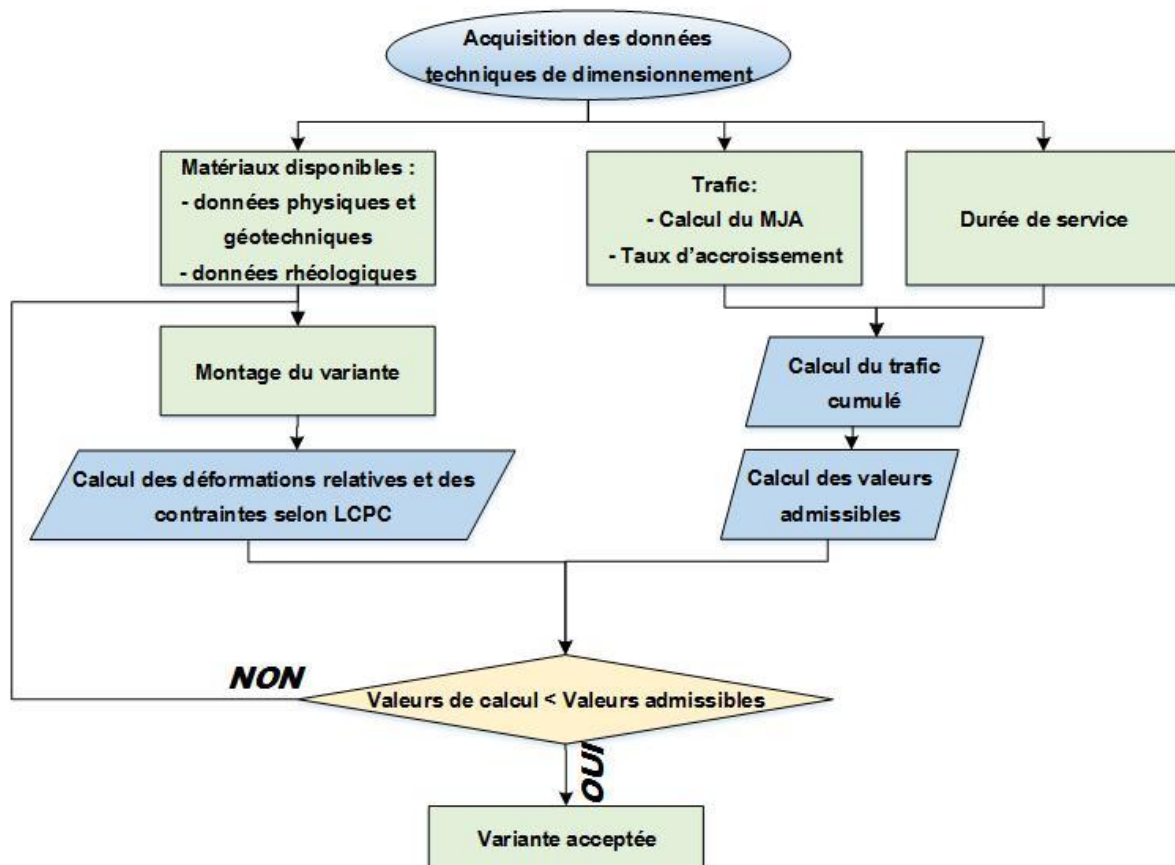 Acquisition des données
techniques de dimensionnement
Matériaux disponibles :
- données physiques et
géotechniques
- données rhéologiques
Trafic:
- Calcul du MJA
- Taux d'accroissement
Durée de service
Montage du variante
Calcul du trafic
cumulé
Calcul des déformations relatives et des
contraintes selon LCPC
Calcul des valeurs
admissibles
NON
Valeurs de calcul < Valeurs admissibles
OUI
Variante acceptée